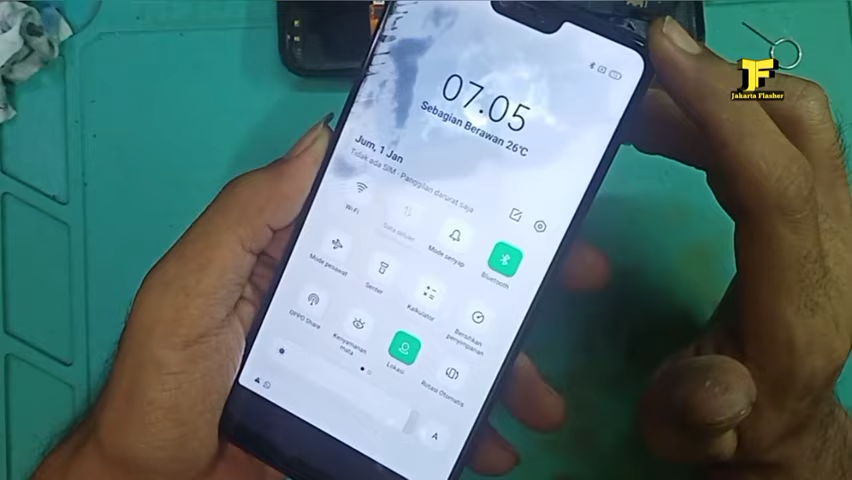 JF
Jakarta Flasher
07.05
Sebagian Berawan 26°C
Jum, 1 Jan
Tidak ada SIM - Panggilan darurat saja
Wi-Fi
Data seluler
Mode senyap
Bluetooth
Mode pesawat
Senter
Kalkulator
Bersihkan
penyimpanan
OPPO Share
Kenyamanan
mata
Lokasi
Rotasi Otomatis
A